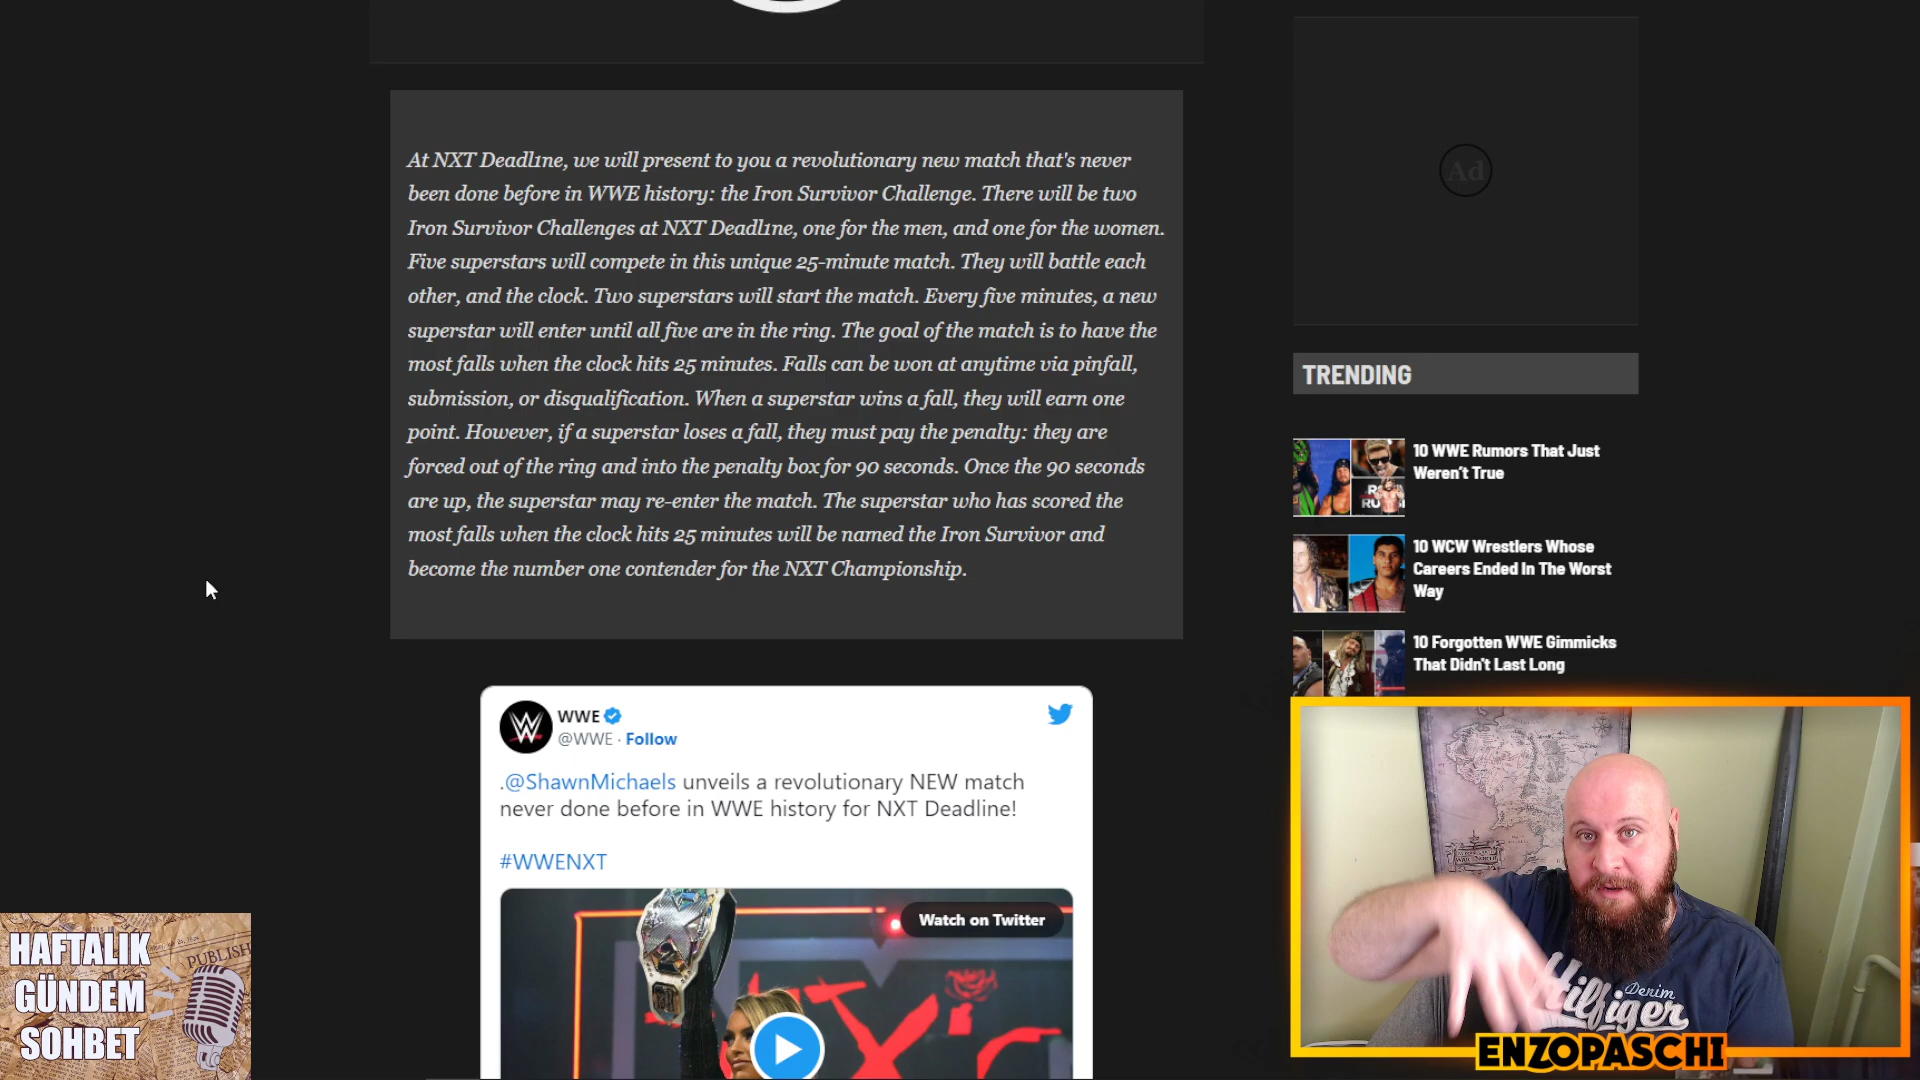 At NXT Deadl1ne, we will present to you a revolutionary new match that's never
been done before in WWE history: the Iron Survivor Challenge. There will be two
Iron Survivor Challenges at NXT Deadl1ne, one for the men, and one for the women.
Five superstars will compete in this unique 25-minute match. They will battle each
other, and the clock. Two superstars will start the match. Every five minutes, a new
superstar will enter until all five are in the ring. The goal of the match is to have the
most falls when the clock hits 25 minutes. Falls can be won at anytime via pinfall,
submission, or disqualification. When a superstar wins a fall, they will earn one
point. However, if a superstar loses a fall, they must pay the penalty: they are
forced out of the ring and into the penalty box for 90 seconds. Once the 90 seconds
are up, the superstar may re-enter the match. The superstar who has scored the
most falls when the clock hits 25 minutes will be named the Iron Survivor and
become the number one contender for the NXT Championship.
WWE
@WWE · Follow
.@ShawnMichaels unveils a revolutionary NEW match
never done before in WWE history for NXT Deadline!
#WWENXT
Watch on Twitter
Ad
TRENDING
10 WWE Rumors That Just
Weren't True
10 WCW Wrestlers Whose
Careers Ended In The Worst
Way
10 Forgotten WWE Gimmicks
That Didn't Last Long
HAFTALIK
GÜNDEM
SOHBET
PUBLISH
Denim
Hilfiger
ENZOPASCHI